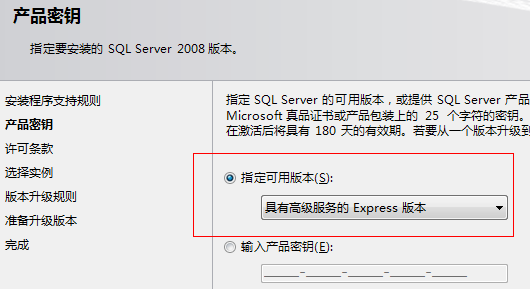 产品密钥
指定要安装的 SQL Server 2008 版本。
安装程序支持规则
产品密钥
许可条款
选择实例
版本升级规则
准备升级版本
完成
指定 SQL Server 的可用版本，或提供 SQL Server 产品
Microsoft 真品证书或产品包装上的 25 个字符的密钥。
在激活后将具有 180 天的有效期。若要从一个版本升级到
指定可用版本(S):
具有高级服务的 Express 版本
输入产品密钥(E):